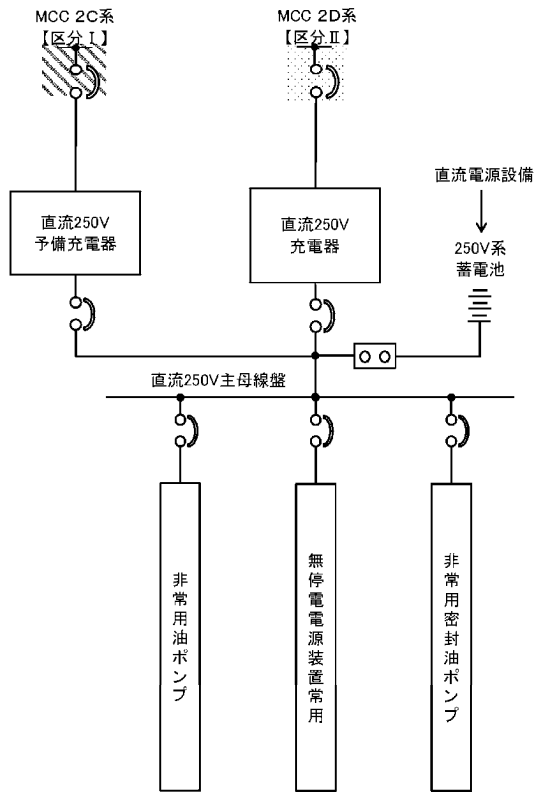 MCC 2C系
【区分Ⅰ】
MCC 2D系
【区分Ⅱ】
直流電源設備
250V系
蓄電池
直流250V
予備充電器
直流250V
充電器
直流250V主母線盤
非常用油ポンプ
無停電電源装置常用
非常用密封油ポンプ